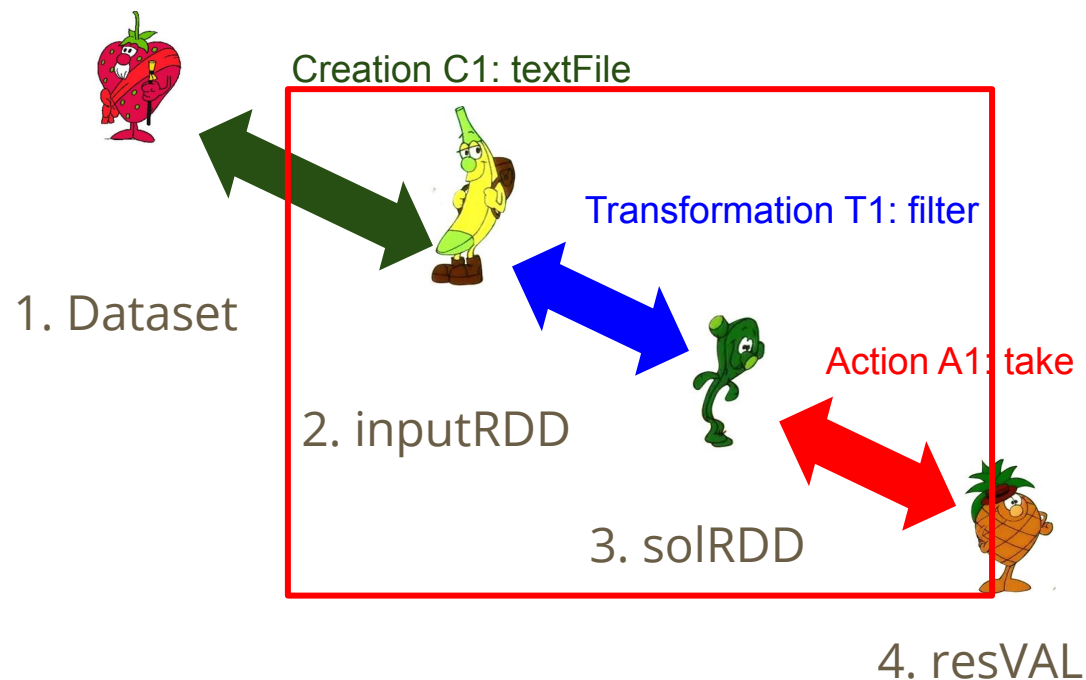 Creation C1: textFile
Transformation T1: filter
1. Dataset
Action A1: take
2. inputRDD
3. solRDD
4. resVAL